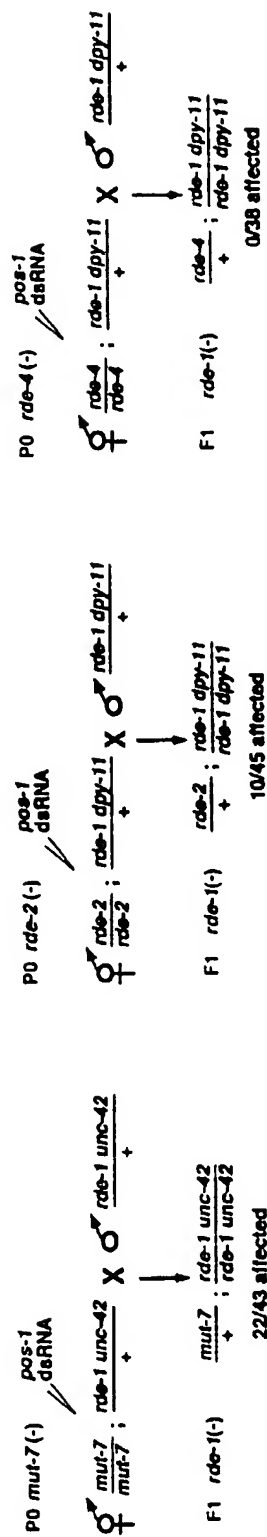 P0 mut-7 (-)
pos-1
dsRNA
mut-7
mut-7
;
rde-1 unc-42
+
X
rde-1 unc-42
+
F1 rde-1(-)
mut-7
+
;
rde-1 unc-42
rde-1 unc-42
22/43 affected
P0 rde-2 (-)
pos-1
dsRNA
rde-2
rde-2
;
rde-1 dpy-11
+
X
rde-1 dpy-11
+
F1 rde-1(-)
rde-2
+
;
rde-1 dpy-11
rde-1 dpy-11
10/45 affected
P0 rde-4 (-)
pos-1
dsRNA
rde-4
rde-4
;
rde-1 dpy-11
+
X
rde-1 dpy-11
+
F1 rde-1(-)
rde-4
+
;
rde-1 dpy-11
rde-1 dpy-11
0/38 affected